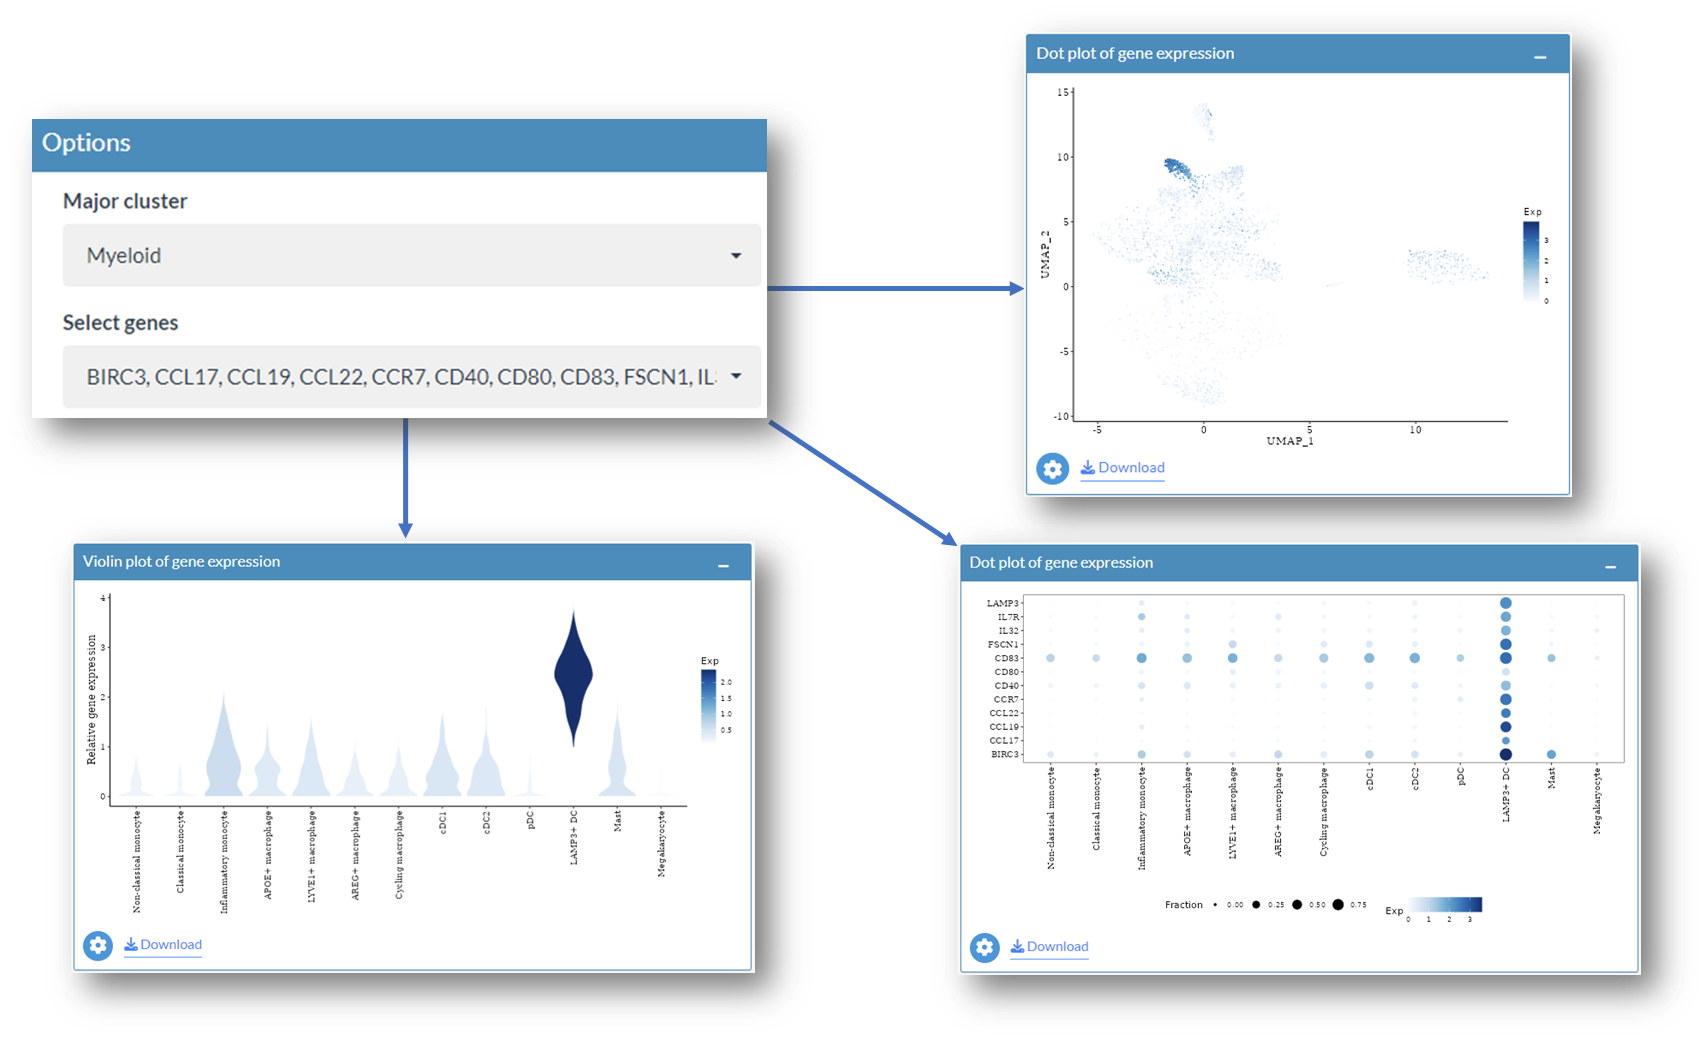 Options
Major cluster
Myeloid
Select genes
BIRC3, CCL17, CCL19, CCL22, CCR7, CD40, CD80, CD83, FSCN1, IL
Dot plot of gene expression
15
10
5
0
-5
-10
UMAP_2
-5 0 5 10
UMAP_1
Exp
3
2
1
0
Download
Violin plot of gene expression
4
3
2
1
0
Relative gene expression
Non-classical monocyte
Classical monocyte
Inflammatory monocyte
APOE+ macrophage
LYVE1+ macrophage
AREG+ macrophage
Cycling macrophage
cDC1
cDC2
pDC
LAMP3+ DC
Mast
Megakaryocyte
Exp
2.0
1.5
1.0
0.5
Download
Dot plot of gene expression
LAMP3
IL7R
IL32
FSCN1
CD83
CD80
CD40
CCR7
CCL22
CCL19
CCL17
BIRC3
Non-classical monocyte
Classical monocyte
Inflammatory monocyte
APOE+ macrophage
LYVE1+ macrophage
AREG+ macrophage
Cycling macrophage
cDC1
cDC2
pDC
LAMP3+ DC
Mast
Megakaryocyte
Fraction 0.00 0.25 0.50 0.75
Exp
0 1 2 3
Download